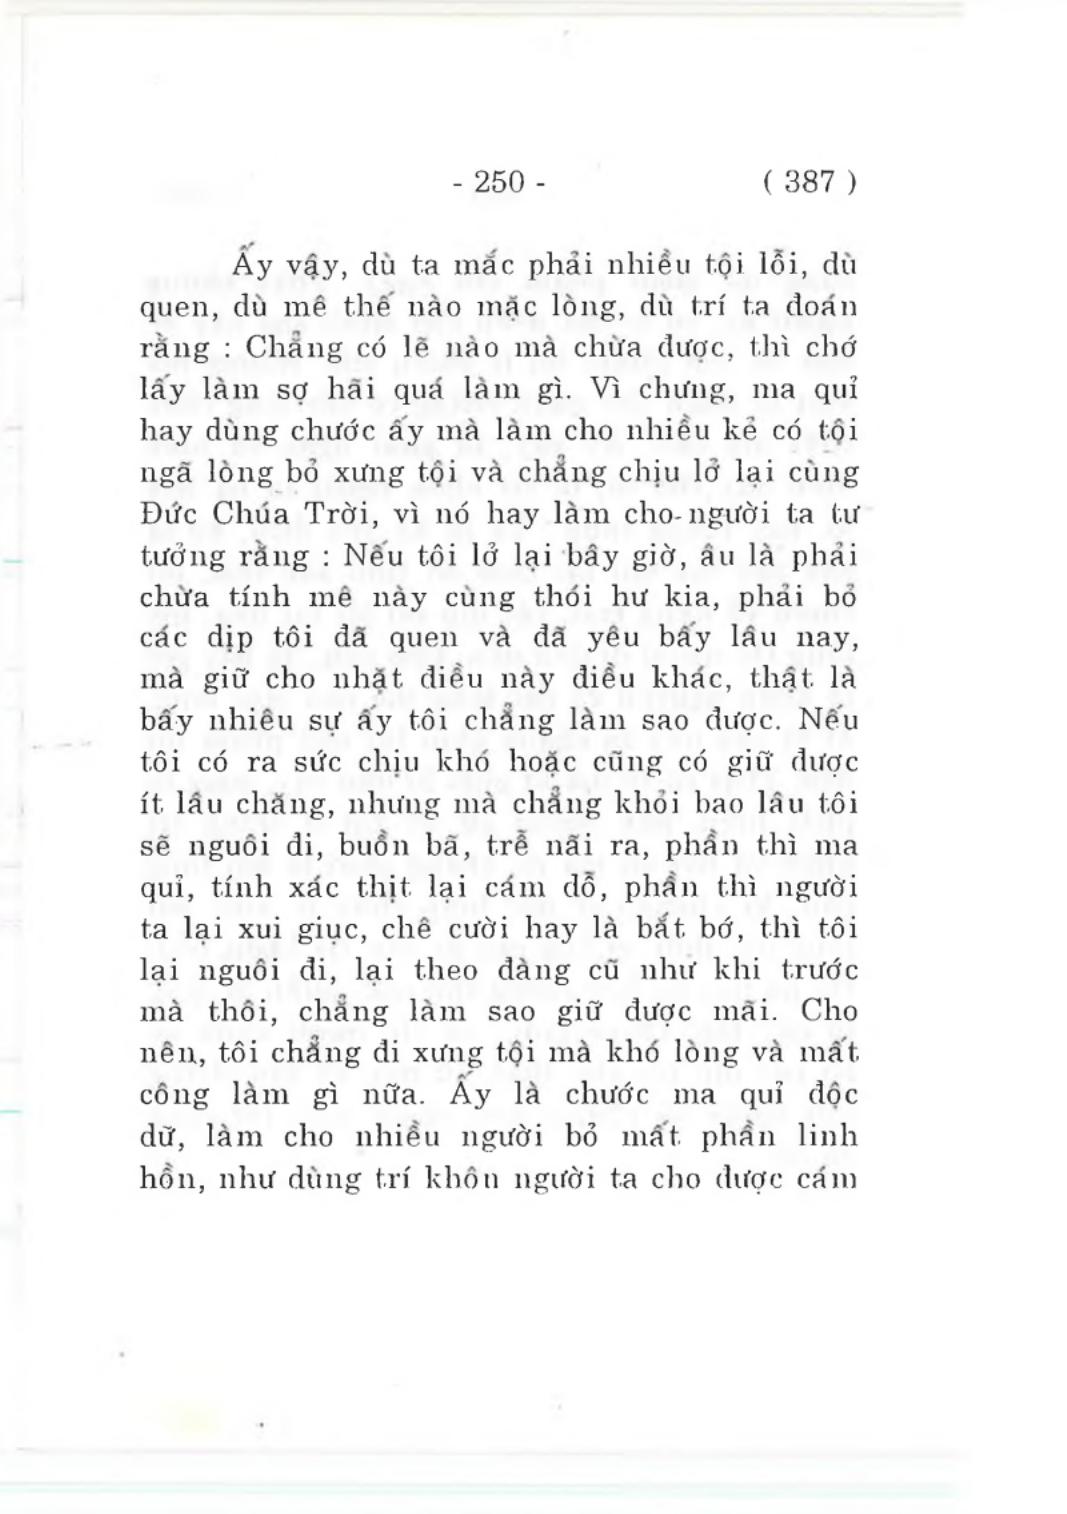 - 250 - ( 387 )
Ấy vậy, dù ta mắc phải nhiều tội lỗi, dù
quen, dù mê thế nào mặc lòng, dù trí ta đoán
rằng : Chẳng có lẽ nào mà chừa được, thì chớ
lấy làm sợ hãi quá làm gì. Vì chưng, ma quỉ
hay dùng chước ấy mà làm cho nhiều kẻ có tội
ngã lòng bỏ xưng tội và chẳng chịu lở lại cùng
Đức Chúa Trời, vì nó hay làm cho người ta tư
tưởng rằng : Nếu tôi lở lại bây giờ, âu là phải
chừa tính mê này cùng thói hư kia, phải bỏ
các dịp tôi đã quen và đã yêu bấy lâu nay,
mà giữ cho nhặt điều này điều khác, thật là
bấy nhiêu sự ấy tôi chẳng làm sao được. Nếu
tôi có ra sức chịu khó hoặc cũng có giữ được
ít lâu chăng, nhưng mà chẳng khỏi bao lâu tôi
sẽ nguôi đi, buồn bã, trễ nãi ra, phần thì ma
quỉ, tính xác thịt lại cám dỗ, phần thì người
ta lại xui giục, chê cười hay là bắt bớ, thì tôi
lại nguôi đi, lại theo đàng cũ như khi trước
mà thôi, chẳng làm sao giữ được mãi. Cho
nên, tôi chẳng đi xưng tội mà khó lòng và mất
công làm gì nữa. Ấy là chước ma quỉ độc
dữ, làm cho nhiều người bỏ mất phần linh
hồn, như dùng trí khôn người ta cho được cám